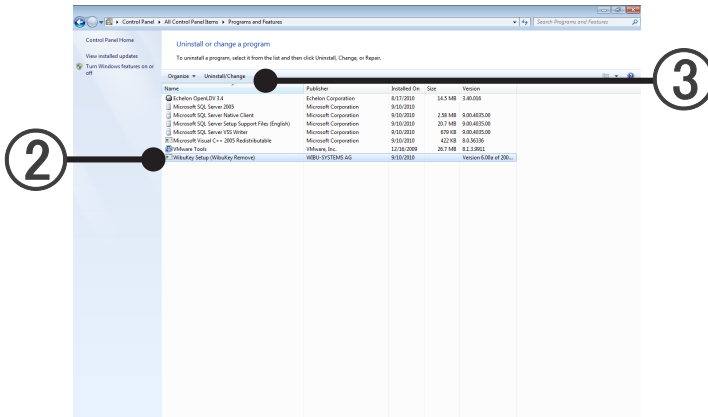 Control Panel ▸ All Control Panel Items ▸ Programs and Features
Search Programs and Features
Control Panel Home
View installed updates
Turn Windows features on or off
Uninstall or change a program
To uninstall a program, select it from the list and then click Uninstall, Change, or Repair.
Organize Uninstall/Change
3
Name Publisher Installed On Size Version
Echelon OpenLDV 3.4 Echelon Corporation 8/17/2010 14.5 MB 3.40.016
Microsoft SQL Server 2005 Microsoft Corporation 9/10/2010
Microsoft SQL Server Native Client Microsoft Corporation 9/10/2010 2.58 MB 9.00.4035.00
Microsoft SQL Server Setup Support Files (English) Microsoft Corporation 9/10/2010 20.7 MB 9.00.4035.00
Microsoft SQL Server VSS Writer Microsoft Corporation 9/10/2010 679 KB 9.00.4035.00
Microsoft Visual C++ 2005 Redistributable Microsoft Corporation 9/10/2010 422 KB 8.0.56336
VMware Tools VMware, Inc. 12/16/2009 26.7 MB 8.1.3.9911
2
WibuKey Setup (WibuKey Remove) WIBU-SYSTEMS AG 9/10/2010 Version 6.00a of 200...